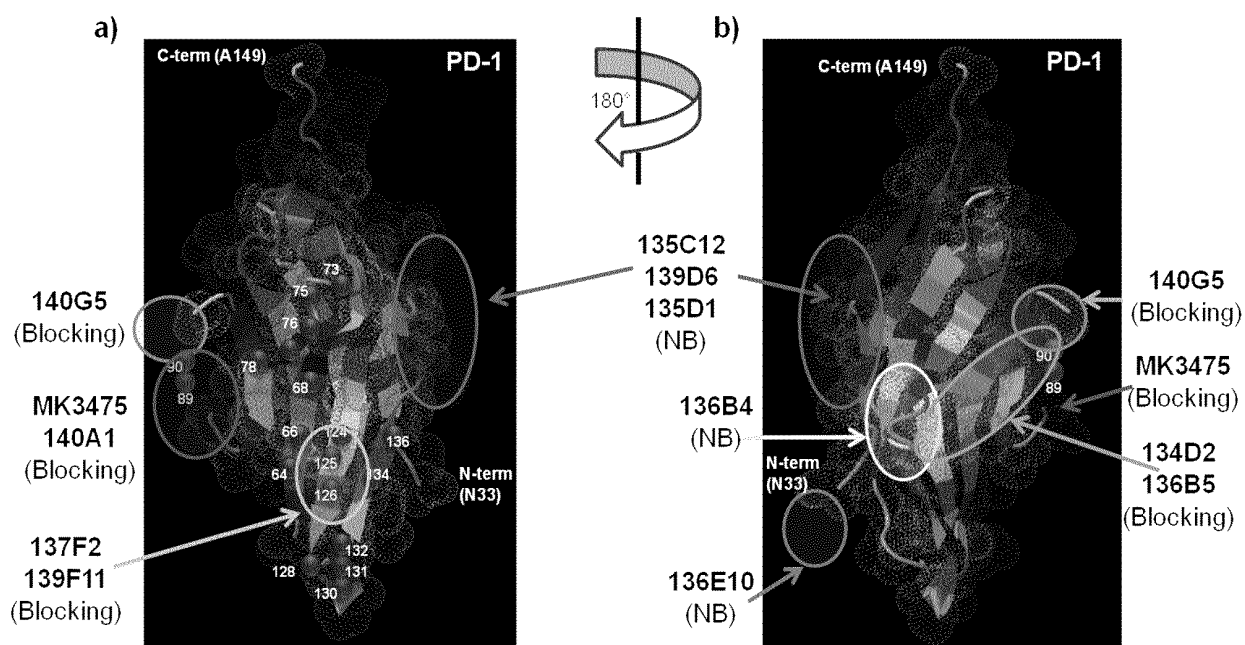 a)
C-term (A149)
PD-1
73
75
76
90
78
89
68
66
124
136
64
125
134
126
N-term
(N33)
132
128
131
130
140G5
(Blocking)
MK3475
140A1
(Blocking)
137F2
139F11
(Blocking)
180°
135C12
139D6
135D1
(NB)
136B4
(NB)
136E10
(NB)
b)
C-term (A149)
PD-1
90
89
N-term
(N33)
140G5
(Blocking)
MK3475
(Blocking)
134D2
136B5
(Blocking)